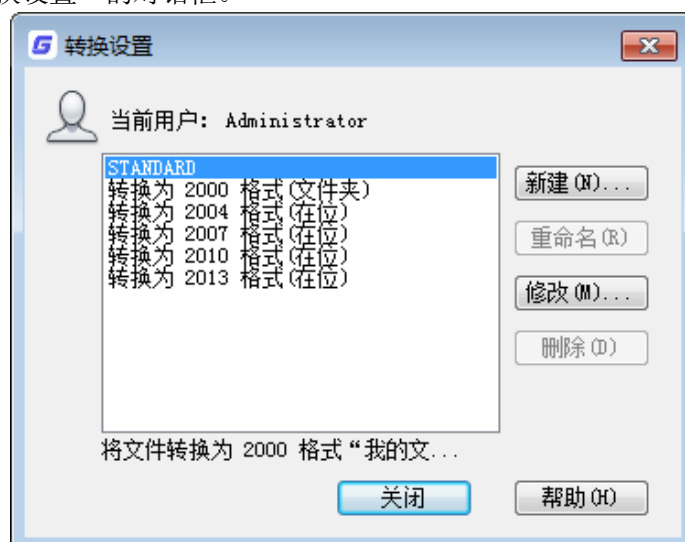 转换设置
当前用户: Administrator
STANDARD
转换为 2000 格式(文件夹)
转换为 2004 格式(在位)
转换为 2007 格式(在位)
转换为 2010 格式(在位)
转换为 2013 格式(在位)
新建(N)...
重命名(R)
修改(M)...
删除(D)
将文件转换为 2000 格式“我的文...
关闭
帮助(H)